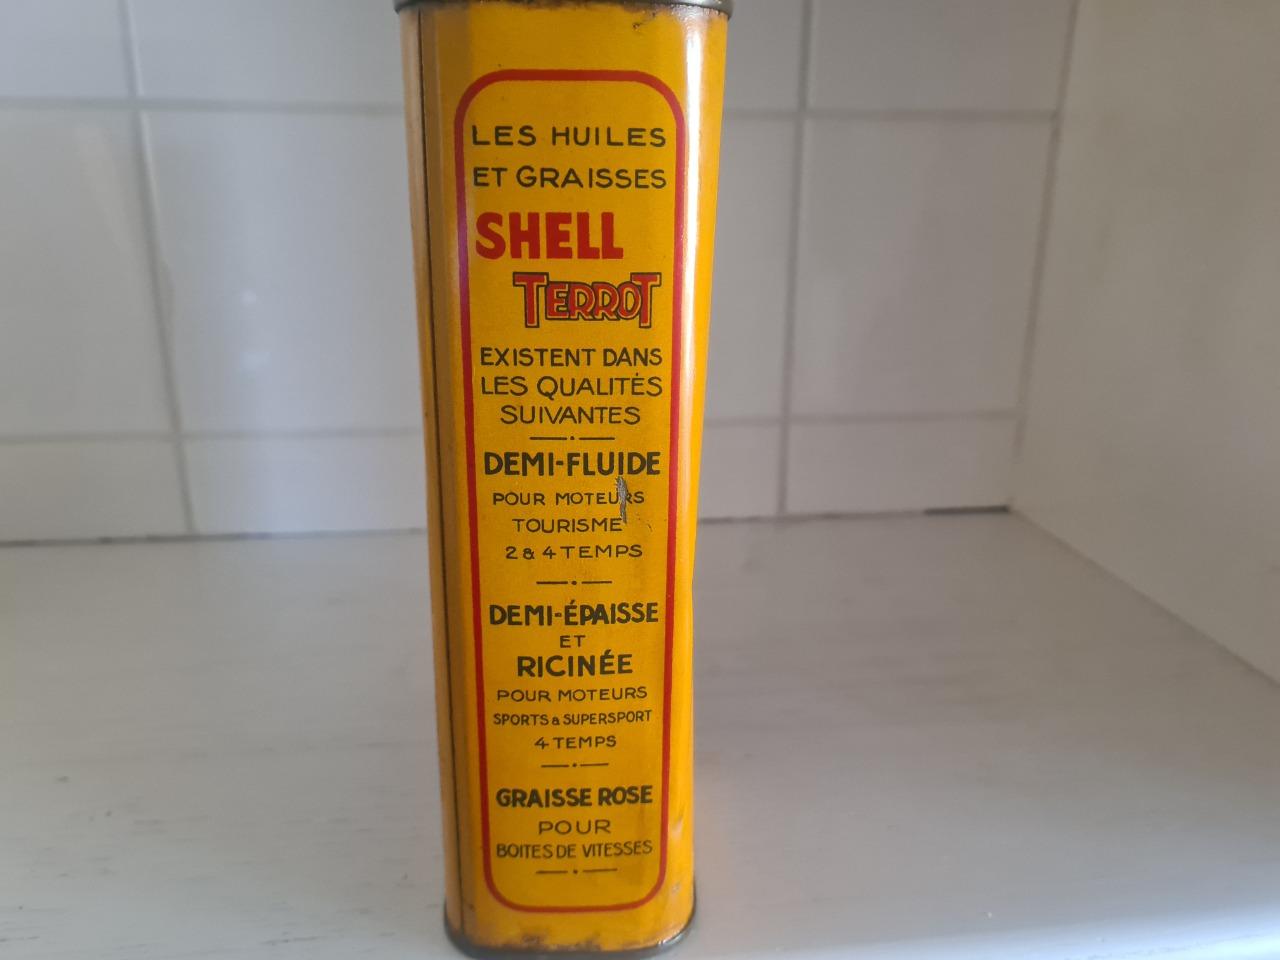 LES HUILES
ET GRAISSES
SHELL
TERROT
EXISTENT DANS
LES QUALITÉS
SUIVANTES
DEMI-FLUIDE
POUR MOTEURS
TOURISME
2 & 4 TEMPS
DEMI-ÉPAISSE
ET
RICINÉE
POUR MOTEURS
SPORTS & SUPERSPORT
4 TEMPS
GRAISSE ROSE
POUR
BOITES DE VITESSES